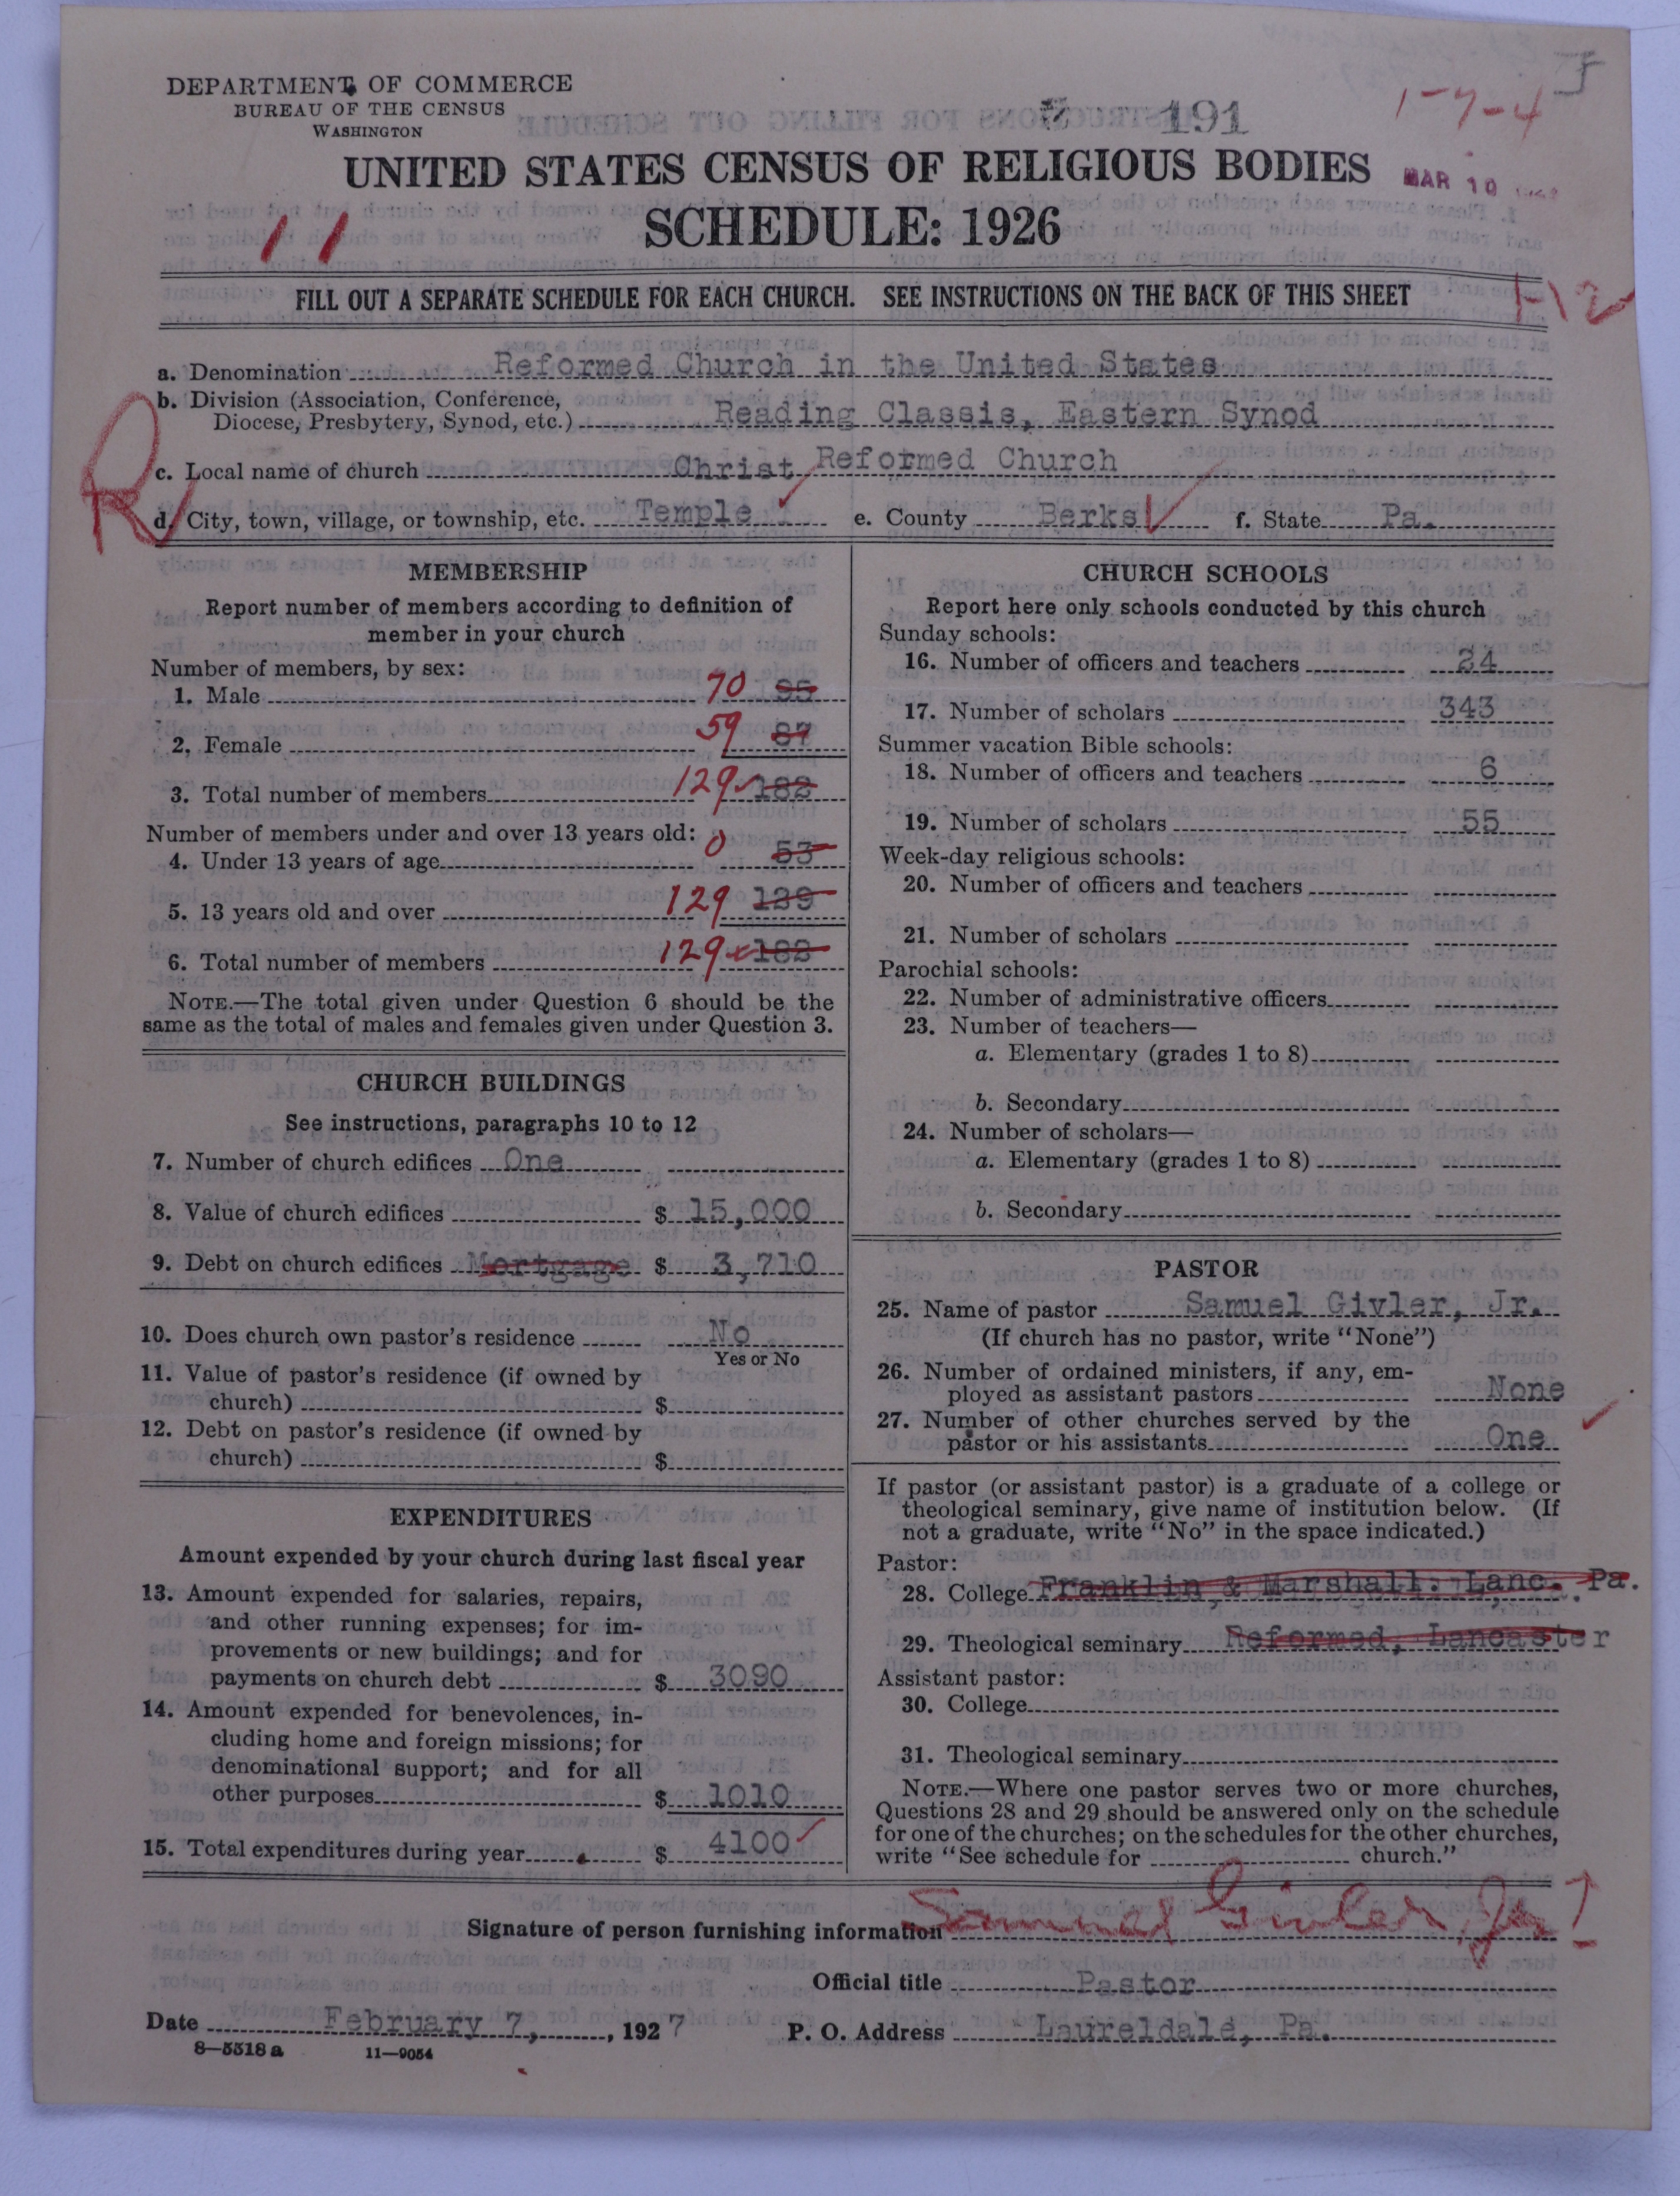 DEPARTMENT OF COMMERCE
BUREAU OF THE CENSUS
WASHINGTON
191
1-7-4
UNITED STATES CENSUS OF RELIGIOUS BODIES
MAR 10
SCHEDULE: 1926
11
FILL OUT A SEPARATE SCHEDULE FOR EACH CHURCH. SEE INSTRUCTIONS ON THE BACK OF THIS SHEET
a. Denomination Reformed Church in the United States
b. Division (Association, Conference,
Diocese, Presbytery, Synod, etc.) Reading Classis, Eastern Synod
R
c. Local name of church Christ Reformed Church
d. City, town, village, or township, etc. Temple e. County Berks f. State Pa.
MEMBERSHIP
Report number of members according to definition of
member in your church
Number of members, by sex:
1. Male 70 95
2. Female 59 87
3. Total number of members 129 182
Number of members under and over 13 years old:
4. Under 13 years of age 0 53
5. 13 years old and over 129 129
6. Total number of members 129 182
NOTE.—The total given under Question 6 should be the
same as the total of males and females given under Question 3.
CHURCH BUILDINGS
See instructions, paragraphs 10 to 12
7. Number of church edifices One
8. Value of church edifices $ 15,000
9. Debt on church edifices Mortgage $ 3,710
10. Does church own pastor's residence No
Yes or No
11. Value of pastor's residence (if owned by
church) $
12. Debt on pastor's residence (if owned by
church) $
EXPENDITURES
Amount expended by your church during last fiscal year
13. Amount expended for salaries, repairs,
and other running expenses; for im-
provements or new buildings; and for
payments on church debt $ 3090
14. Amount expended for benevolences, in-
cluding home and foreign missions; for
denominational support; and for all
other purposes $ 1010
15. Total expenditures during year $ 4100
CHURCH SCHOOLS
Report here only schools conducted by this church
Sunday schools:
16. Number of officers and teachers 24
17. Number of scholars 343
Summer vacation Bible schools:
18. Number of officers and teachers 6
19. Number of scholars 55
Week-day religious schools:
20. Number of officers and teachers
21. Number of scholars
Parochial schools:
22. Number of administrative officers
23. Number of teachers—
a. Elementary (grades 1 to 8)
b. Secondary
24. Number of scholars—
a. Elementary (grades 1 to 8)
b. Secondary
PASTOR
25. Name of pastor Samuel Givler, Jr.
(If church has no pastor, write "None")
26. Number of ordained ministers, if any, em-
ployed as assistant pastors None
27. Number of other churches served by the
pastor or his assistants One
If pastor (or assistant pastor) is a graduate of a college or
theological seminary, give name of institution below. (If
not a graduate, write "No" in the space indicated.)
Pastor:
28. College Franklin & Marshall: Lanc. Pa.
29. Theological seminary Reformed, Lancaster
Assistant pastor:
30. College
31. Theological seminary
NOTE.—Where one pastor serves two or more churches,
Questions 28 and 29 should be answered only on the schedule
for one of the churches; on the schedules for the other churches,
write "See schedule for church."
Signature of person furnishing information Samuel Givler, Jr.
Official title Pastor
Date February 7, 1927 P. O. Address Laureldale, Pa.
8—5518a 11—9054